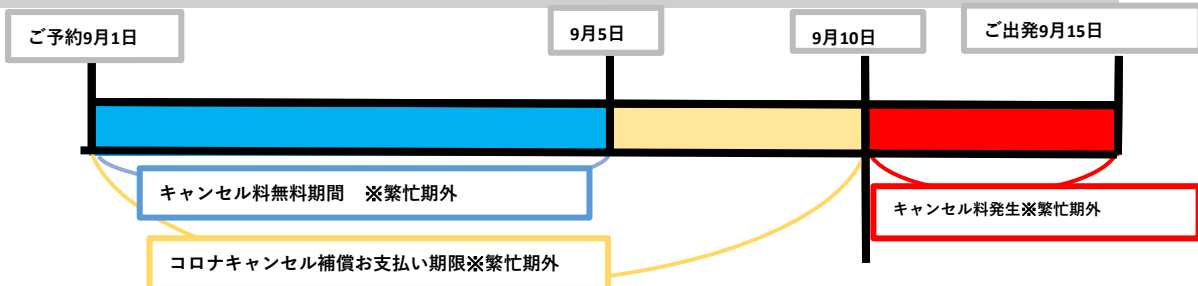 ご予約9月1日
9月5日
9月10日
ご出発9月15日
キャンセル料無料期間　※繁忙期外
キャンセル料発生※繁忙期外
コロナキャンセル補償お支払い期限※繁忙期外